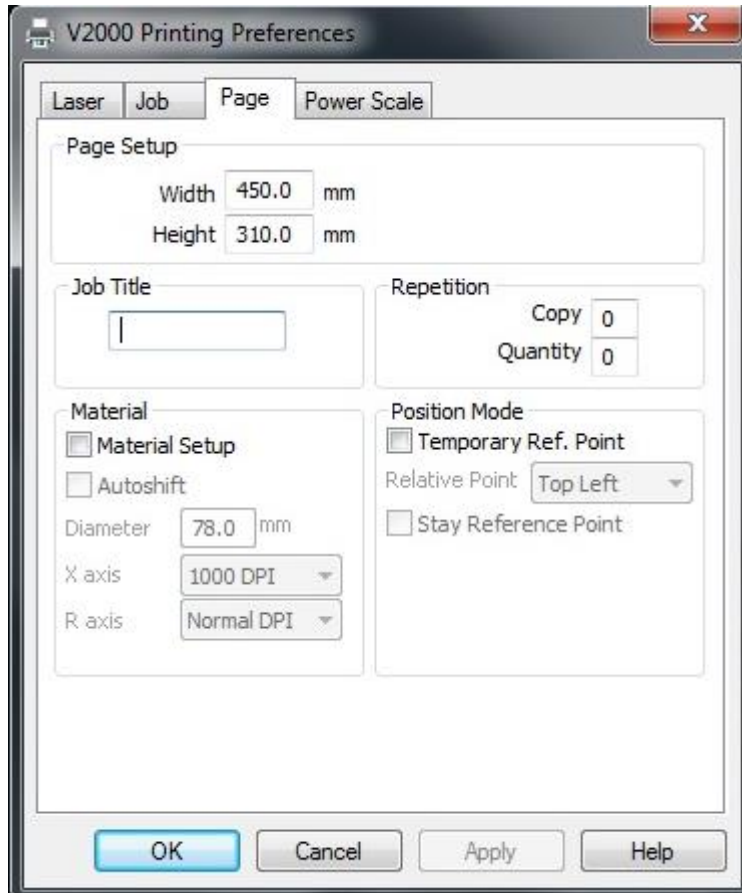 V2000 Printing Preferences
Laser Job Page Power Scale
Page Setup
Width 450.0 mm
Height 310.0 mm
Job Title
Repetition
Copy 0
Quantity 0
Material
Material Setup
Autoshift
Diameter 78.0 mm
X axis 1000 DPI
R axis Normal DPI
Position Mode
Temporary Ref. Point
Relative Point Top Left
Stay Reference Point
OK Cancel Apply Help